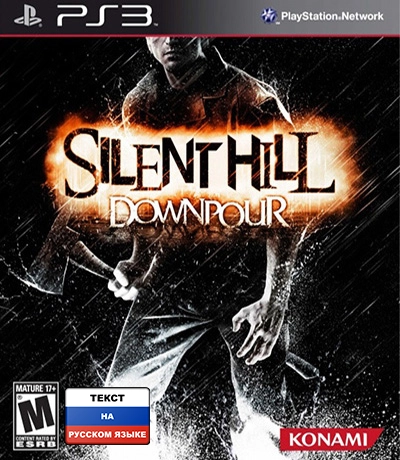 PS3
PlayStation®Network
SILENT HILL
DOWNPOUR
MATURE 17+
M
CONTENT RATED BY
ESRB
ТЕКСТ
НА
РУССКОМ ЯЗЫКЕ
KONAMI